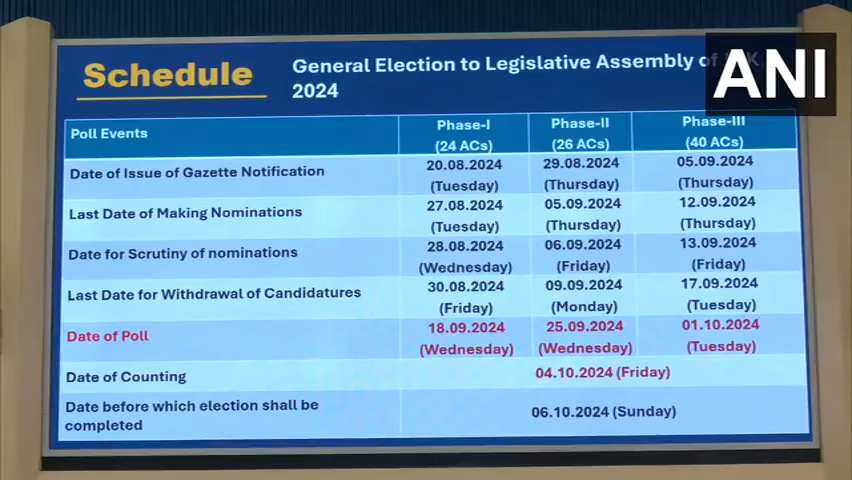 Schedule
General Election to Legislative Assembly of
2024
ANI
Poll Events
Phase-I
(24 ACs)
Phase-II
(26 ACs)
Phase-III
(40 ACs)
Date of Issue of Gazette Notification
20.08.2024
(Tuesday)
29.08.2024
(Thursday)
05.09.2024
(Thursday)
Last Date of Making Nominations
27.08.2024
(Tuesday)
05.09.2024
(Thursday)
12.09.2024
(Thursday)
Date for Scrutiny of nominations
28.08.2024
(Wednesday)
06.09.2024
(Friday)
13.09.2024
(Friday)
Last Date for Withdrawal of Candidatures
30.08.2024
(Friday)
09.09.2024
(Monday)
17.09.2024
(Tuesday)
Date of Poll
18.09.2024
(Wednesday)
25.09.2024
(Wednesday)
01.10.2024
(Tuesday)
Date of Counting
04.10.2024 (Friday)
Date before which election shall be
completed
06.10.2024 (Sunday)